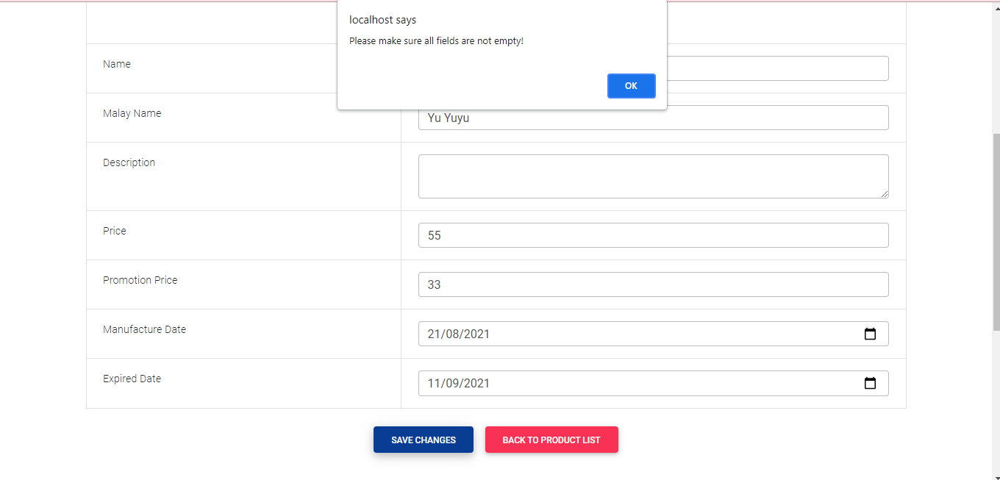 localhost says
Please make sure all fields are not empty!
OK
Name
Malay Name
Yu Yuyu
Description
Price
55
Promotion Price
33
Manufacture Date
21/08/2021
Expired Date
11/09/2021
SAVE CHANGES
BACK TO PRODUCT LIST